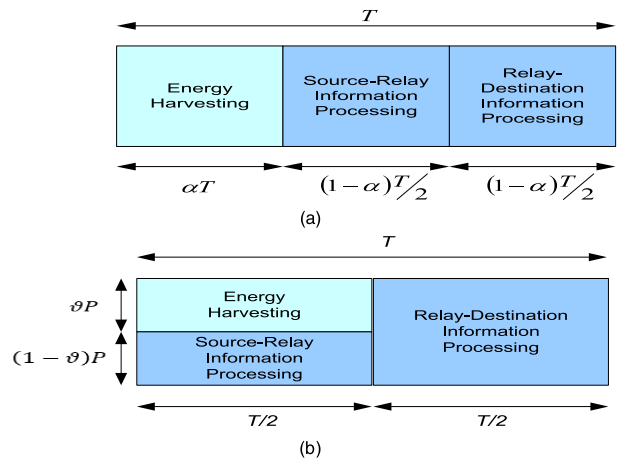 T
Energy
Harvesting
Source-Relay
Information
Processing
Relay-
Destination
Information
Processing
αT
(1-α)T/2
(1-α)T/2
(a)
T
ϑP
(1 − ϑ)P
Energy
Harvesting
Source-Relay
Information
Processing
Relay-Destination
Information
Processing
T/2
T/2
(b)